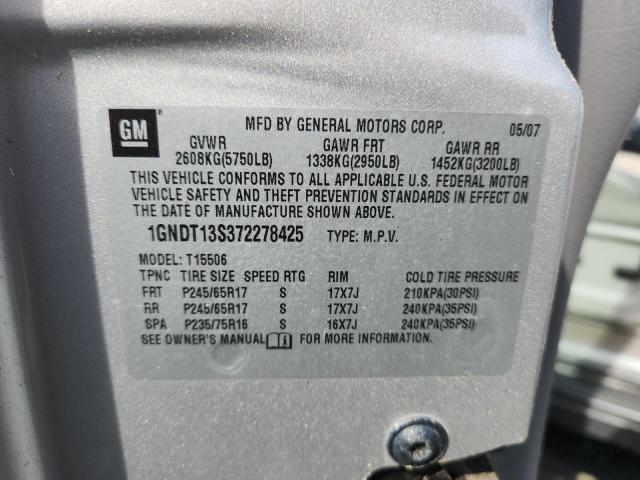 GM
MFD BY GENERAL MOTORS CORP. 05/07
GVWR GAWR FRT GAWR RR
2608KG(5750LB) 1338KG(2950LB) 1452KG(3200LB)
THIS VEHICLE CONFORMS TO ALL APPLICABLE U.S. FEDERAL MOTOR
VEHICLE SAFETY AND THEFT PREVENTION STANDARDS IN EFFECT ON
THE DATE OF MANUFACTURE SHOWN ABOVE.
1GNDT13S372278425 TYPE: M.P.V.
MODEL: T15506
TPNC TIRE SIZE SPEED RTG RIM COLD TIRE PRESSURE
FRT P245/65R17 S 17X7J 210KPA(30PSI)
RR P245/65R17 S 17X7J 240KPA(35PSI)
SPA P235/75R16 S 16X7J 240KPA(35PSI)
SEE OWNER'S MANUAL FOR MORE INFORMATION.